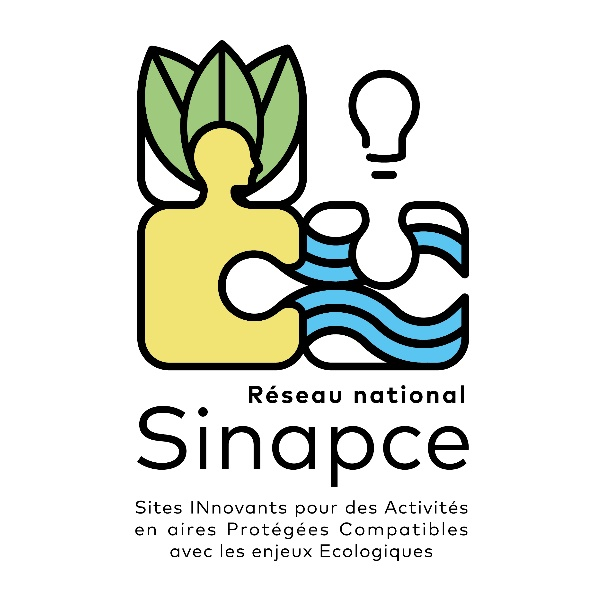 Réseau national
Sinapce
Sites INnovants pour des Activités
en aires Protégées Compatibles
avec les enjeux Ecologiques